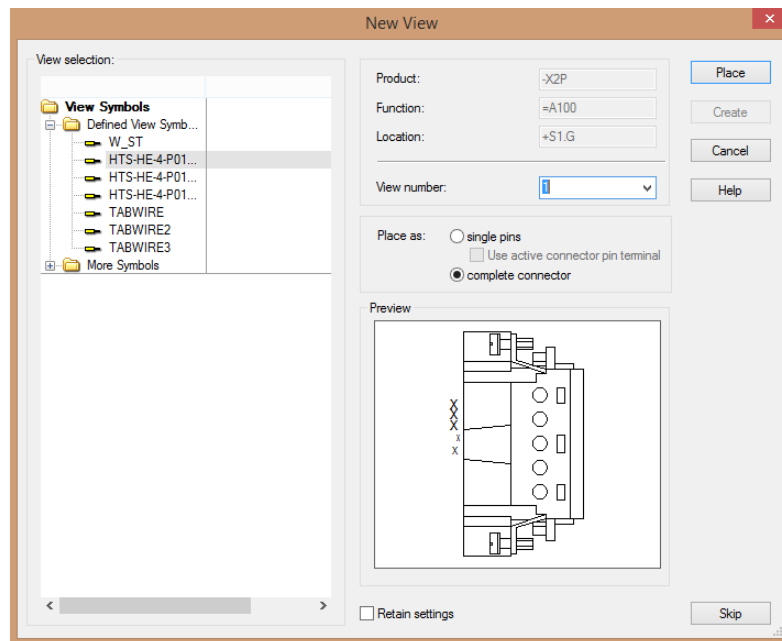 New View
×
View selection:
View Symbols
Defined View Symb...
W_ST
HTS-HE-4-P01...
HTS-HE-4-P01...
HTS-HE-4-P01...
TABWIRE
TABWIRE2
TABWIRE3
More Symbols
Product: -X2P
Function: =A100
Location: +S1.G
View number: 1
Place as: single pins
Use active connector pin terminal
complete connector
Preview
X
X
X
x
x
Retain settings
Place
Create
Cancel
Help
Skip